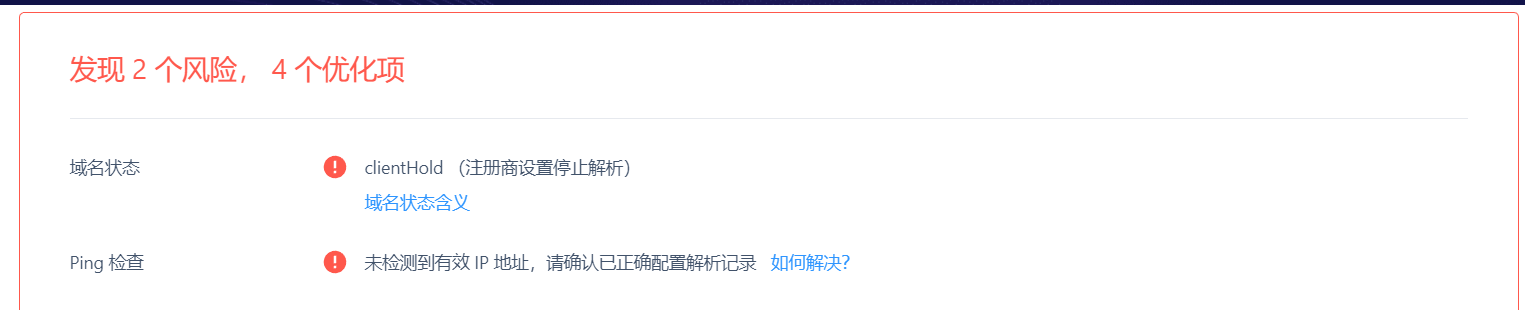 发现 2 个风险， 4 个优化项
域名状态
clientHold （注册商设置停止解析）
域名状态含义
Ping 检查
未检测到有效 IP 地址，请确认已正确配置解析记录 如何解决？